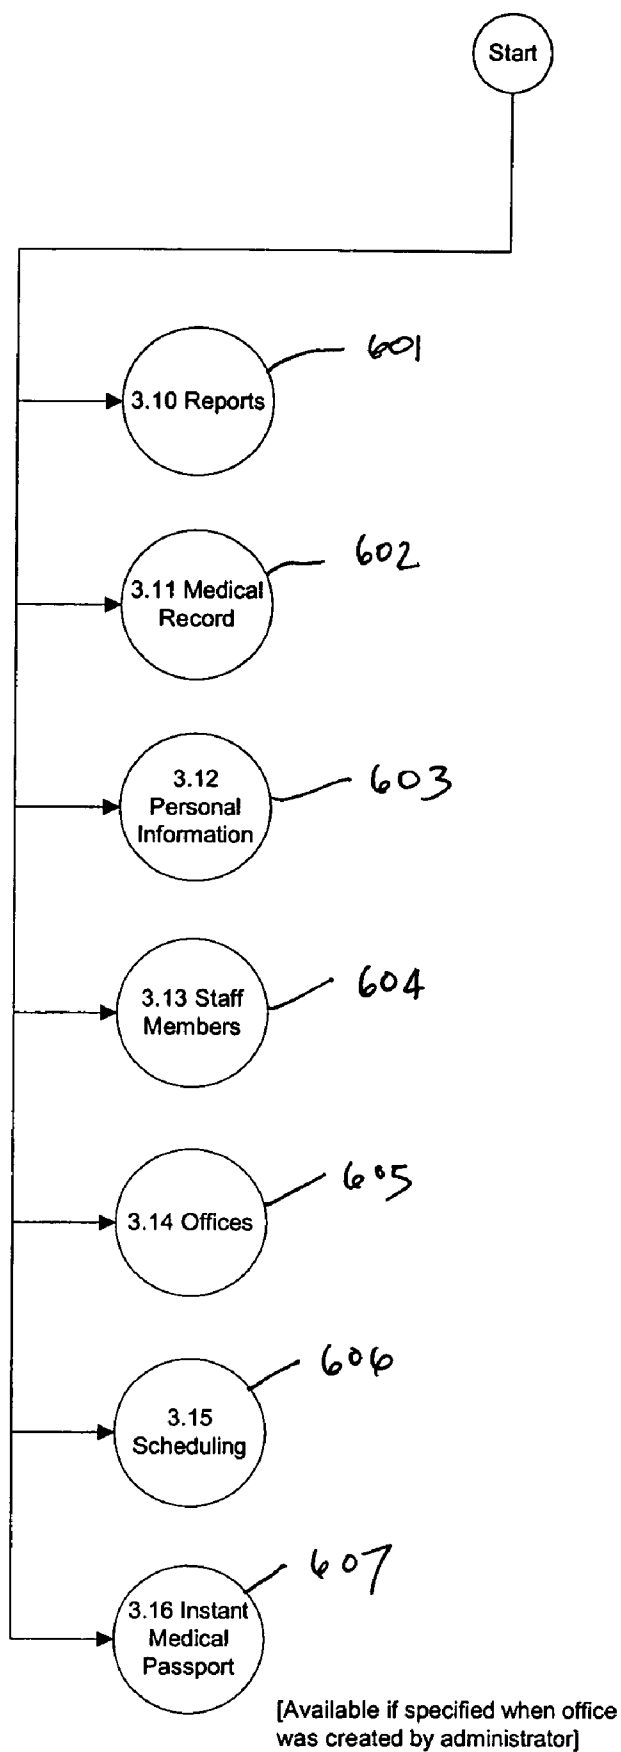 Start
601
3.10 Reports
602
3.11 Medical
Record
603
3.12
Personal
Information
604
3.13 Staff
Members
605
3.14 Offices
606
3.15
Scheduling
607
3.16 Instant
Medical
Passport
[Available if specified when office
was created by administrator]